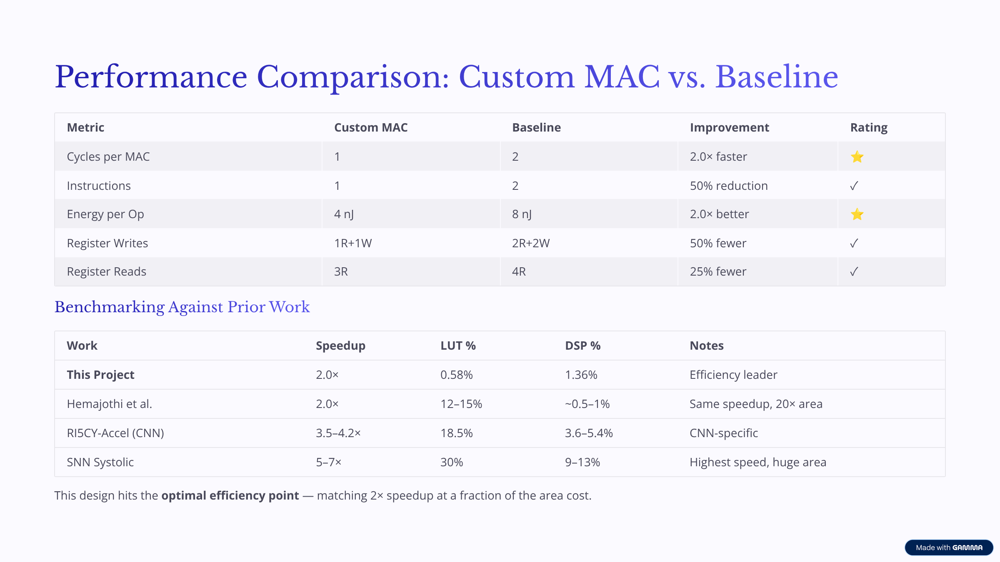 Performance Comparison: Custom MAC vs. Baseline
Metric Custom MAC Baseline Improvement Rating
Cycles per MAC 1 2 2.0× faster ⭐
Instructions 1 2 50% reduction ✓
Energy per Op 4 nJ 8 nJ 2.0× better ⭐
Register Writes 1R+1W 2R+2W 50% fewer ✓
Register Reads 3R 4R 25% fewer ✓
Benchmarking Against Prior Work
Work Speedup LUT % DSP % Notes
This Project 2.0× 0.58% 1.36% Efficiency leader
Hemajothi et al. 2.0× 12–15% ~0.5–1% Same speedup, 20× area
RI5CY-Accel (CNN) 3.5–4.2× 18.5% 3.6–5.4% CNN-specific
SNN Systolic 5–7× 30% 9–13% Highest speed, huge area
This design hits the optimal efficiency point — matching 2× speedup at a fraction of the area cost.
Made with GAMMA